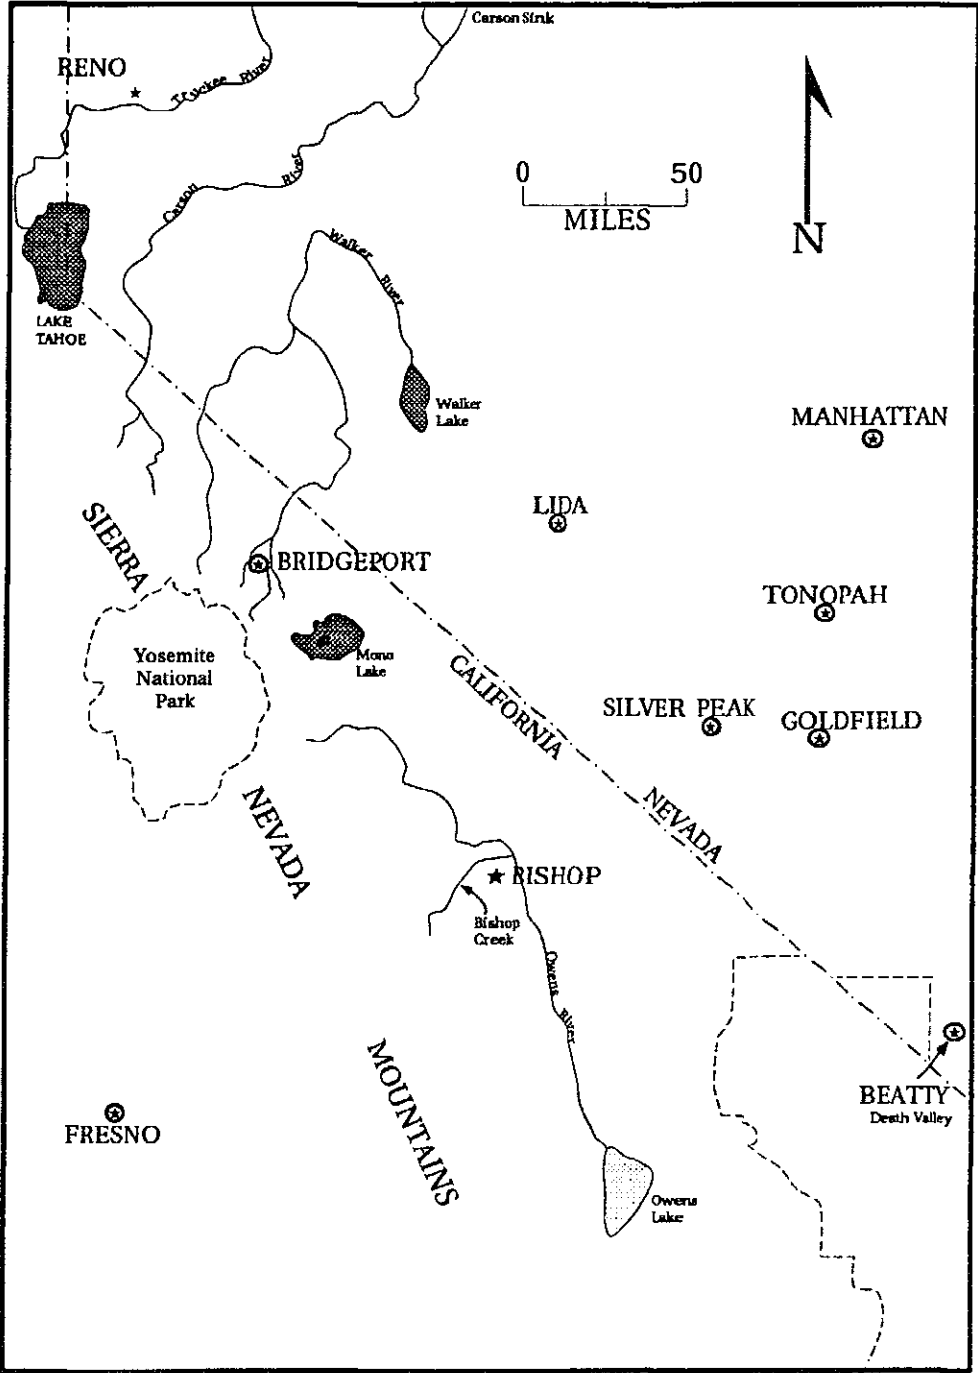 Carson Sink
RENO
Truckee River
Carson River
0 50
MILES
N
Walker River
LAKE
TAHOE
Walker
Lake
MANHATTAN
LIDA
SIERRA
BRIDGEPORT
TONOPAH
Yosemite
National
Park
Mono
Lake
CALIFORNIA
SILVER PEAK
GOLDFIELD
NEVADA
NEVADA
BISHOP
Bishop
Creek
Owens River
MOUNTAINS
BEATTY
Death Valley
FRESNO
Owens
Lake